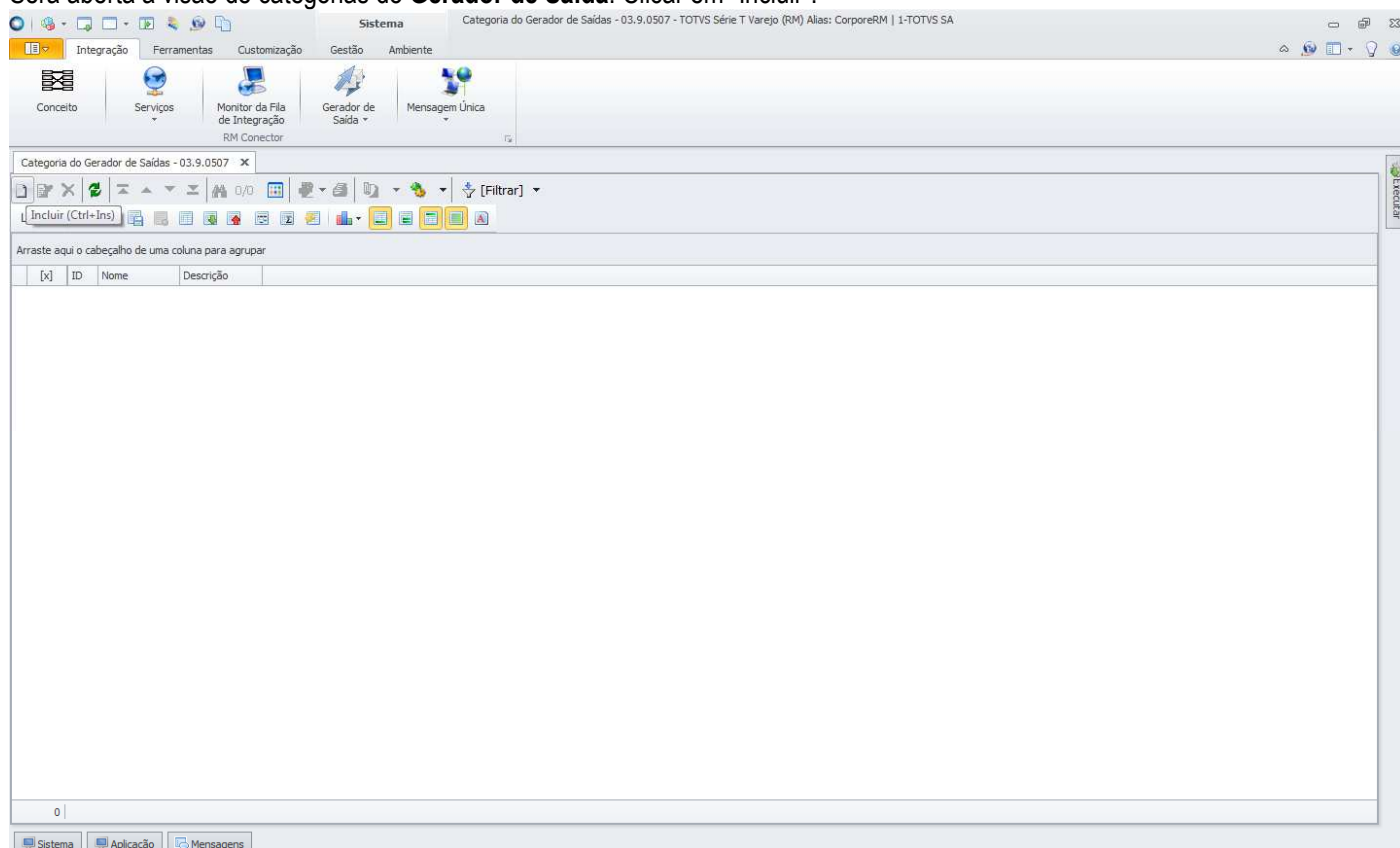 Será aberta a visão de categorias do Gerador de Saída. Clicar em "Incluir".
Sistema
Categoria do Gerador de Saídas - 03.9.0507 - TOTVS Série T Varejo (RM) Alias: CorporeRM | 1-TOTVS SA
Integração Ferramentas Customização Gestão Ambiente
Conceito Serviços Monitor da Fila de Integração Gerador de Saída Mensagem Única
RM Conector
Categoria do Gerador de Saídas - 03.9.0507
Executar
0/0 [Filtrar]
Incluir (Ctrl+Ins)
Arraste aqui o cabeçalho de uma coluna para agrupar
[x] ID Nome Descrição
0
Sistema Aplicação Mensagens